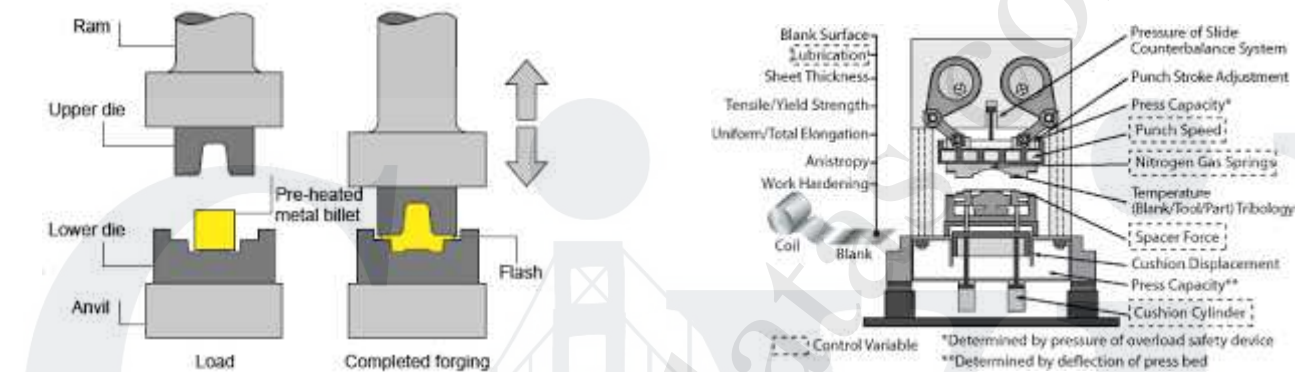 Ram
Upper die
Pre-heated
metal billet
Lower die
Flash
Anvil
Load
Completed forging
Blank Surface
Lubrication
Sheet Thickness
Tensile/Yield Strength
Uniform/Total Elongation
Anistropy
Work Hardening
Coil
Blank
Pressure of Slide
Counterbalance System
Punch Stroke Adjustment
Press Capacity*
Punch Speed
Nitrogen Gas Springs
Temperature
(Blank/Tool/Part) Tribology
Spacer Force
Cushion Displacement
Press Capacity**
Cushion Cylinder
Control Variable
*Determined by pressure of overload safety device
**Determined by deflection of press bed